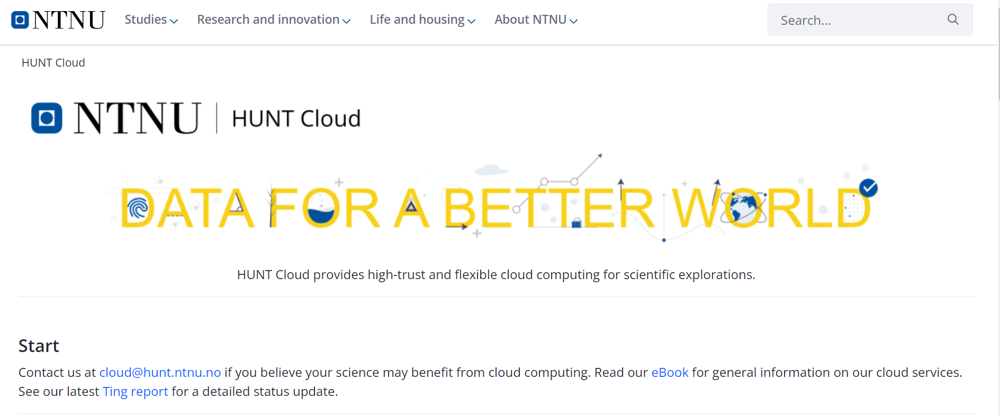 NTNU Studies Research and innovation Life and housing About NTNU Search...
HUNT Cloud
NTNU | HUNT Cloud
DATA FOR A BETTER WORLD
HUNT Cloud provides high-trust and flexible cloud computing for scientific explorations.
Start
Contact us at cloud@hunt.ntnu.no if you believe your science may benefit from cloud computing. Read our eBook for general information on our cloud services.
See our latest Ting report for a detailed status update.